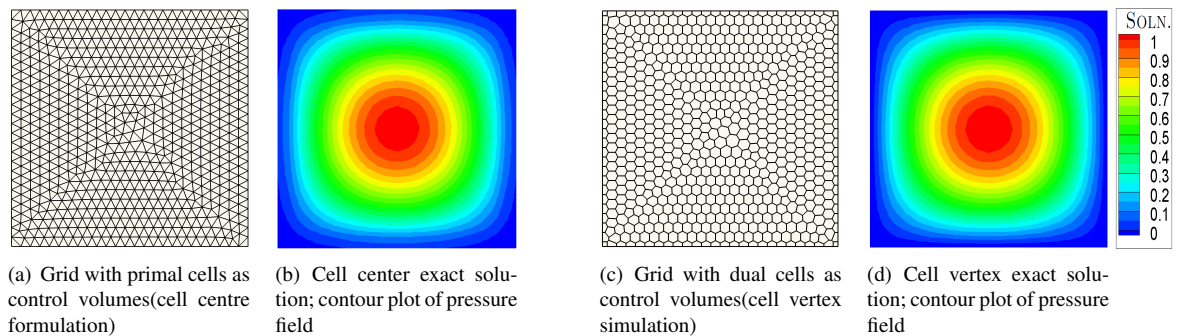 SOLN.
1
0.9
0.8
0.7
0.6
0.5
0.4
0.3
0.2
0.1
0
(a) Grid with primal cells as
control volumes(cell centre
formulation)
(b) Cell center exact solu-
tion; contour plot of pressure
field
(c) Grid with dual cells as
control volumes(cell vertex
simulation)
(d) Cell vertex exact solu-
tion; contour plot of pressure
field